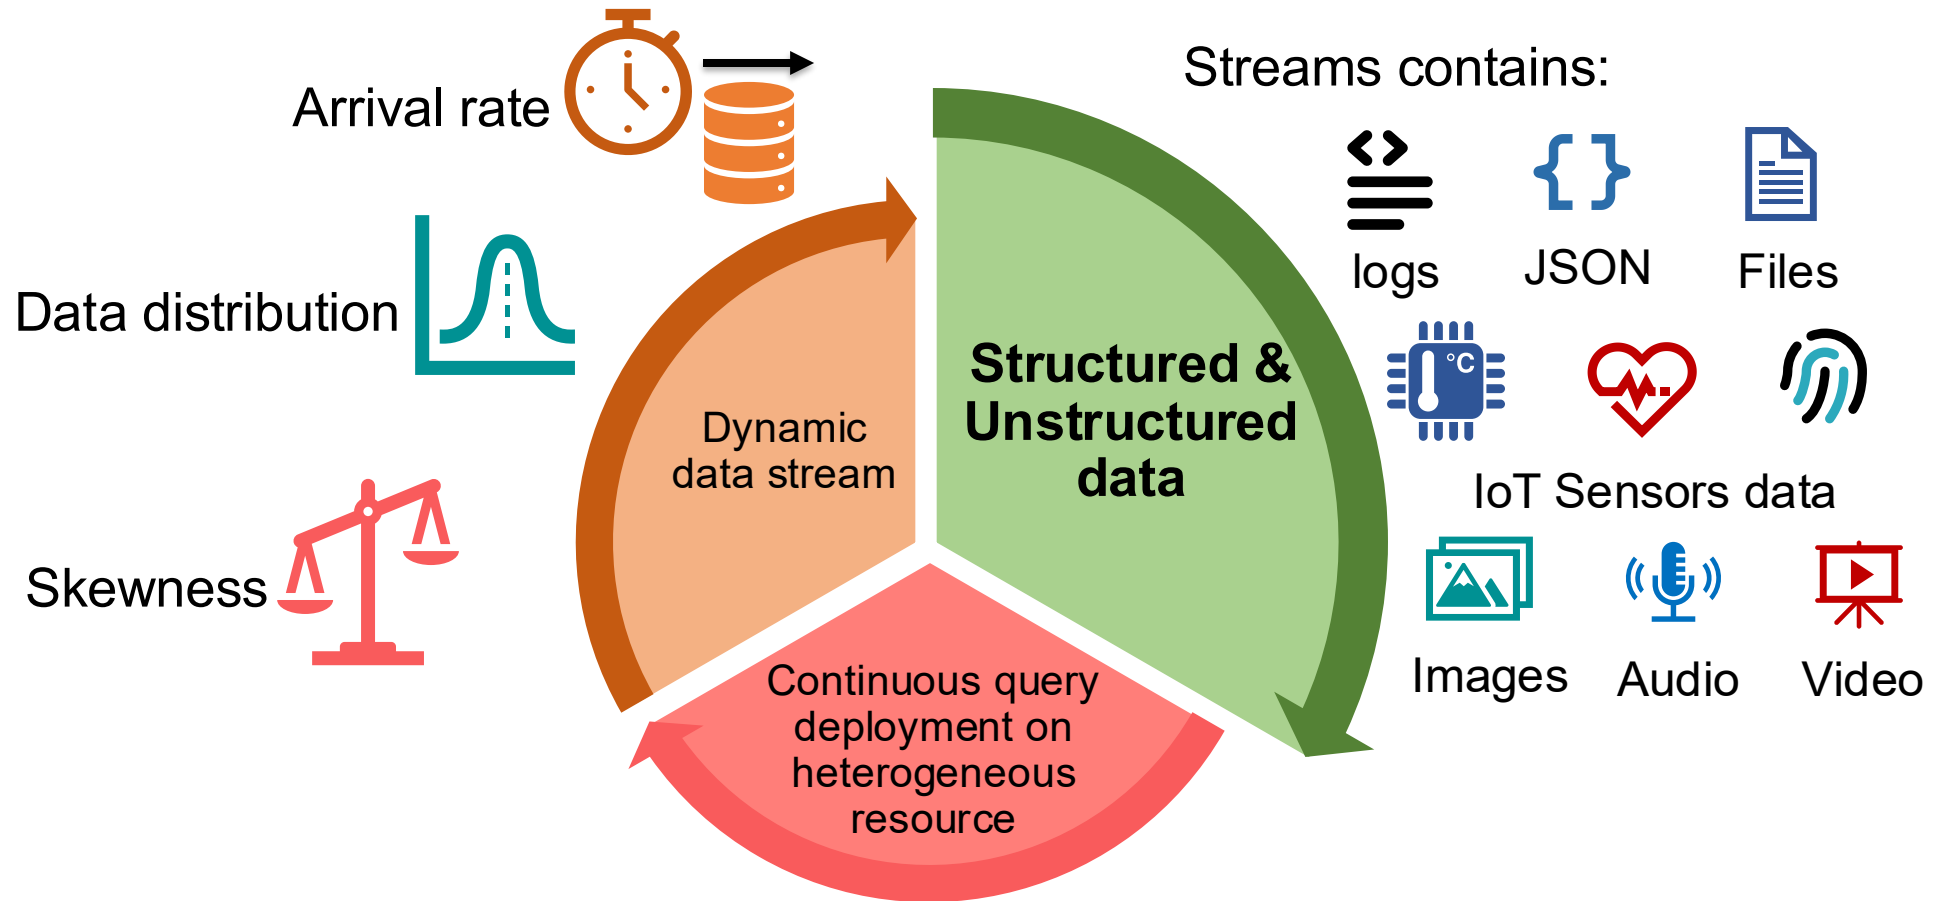 Arrival rate
Data distribution
Skewness
Dynamic
data stream
Structured &
Unstructured
data
Continuous query
deployment on
heterogeneous
resource
Streams contains:
logs
JSON
Files
°C
IoT Sensors data
Images
Audio
Video